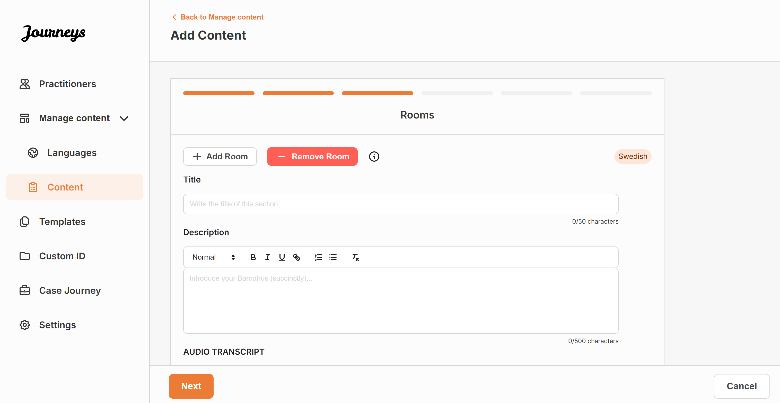 Back to Manage content
Journeys
Add Content
Practitioners
Manage content
Languages
Content
Templates
Custom ID
Case Journey
Settings
Rooms
Add Room
Remove Room
Swedish
Title
Write the title of this section.
0/50 characters
Description
Normal
B I U
Introduce your Barnahus (succinctly)...
0/500 characters
AUDIO TRANSCRIPT
Next
Cancel